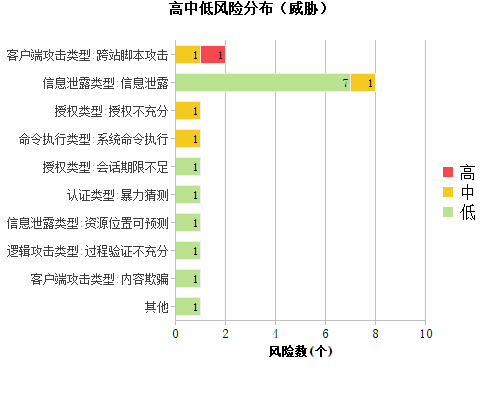 高中低风险分布（威胁）
客户端攻击类型:跨站脚本攻击 1 1
信息泄露类型:信息泄露 7 1
授权类型:授权不充分 1
命令执行类型:系统命令执行 1
授权类型:会话期限不足 1
认证类型:暴力猜测 1
信息泄露类型:资源位置可预测 1
逻辑攻击类型:过程验证不充分 1
客户端攻击类型:内容欺骗 1
其他 1
0 2 4 6 8 10
风险数(个)
高
中
低